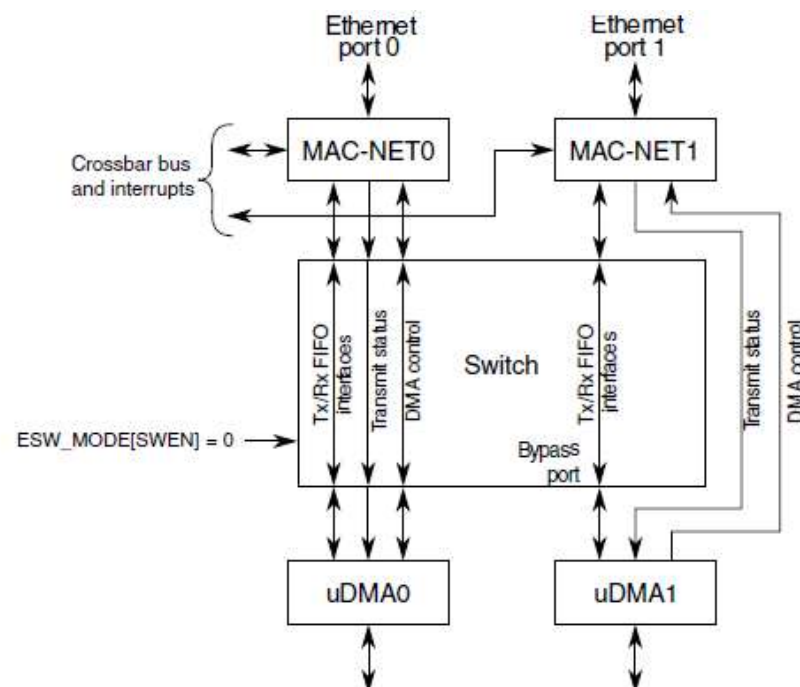 Ethernet
port 0
Ethernet
port 1
MAC-NET0
MAC-NET1
Crossbar bus
and interrupts
Tx/Rx FIFO
interfaces
Transmit status
DMA control
Switch
Tx/Rx FIFO
interfaces
Transmit status
DMA control
ESW_MODE[SWEN] = 0
Bypass
port
uDMA0
uDMA1